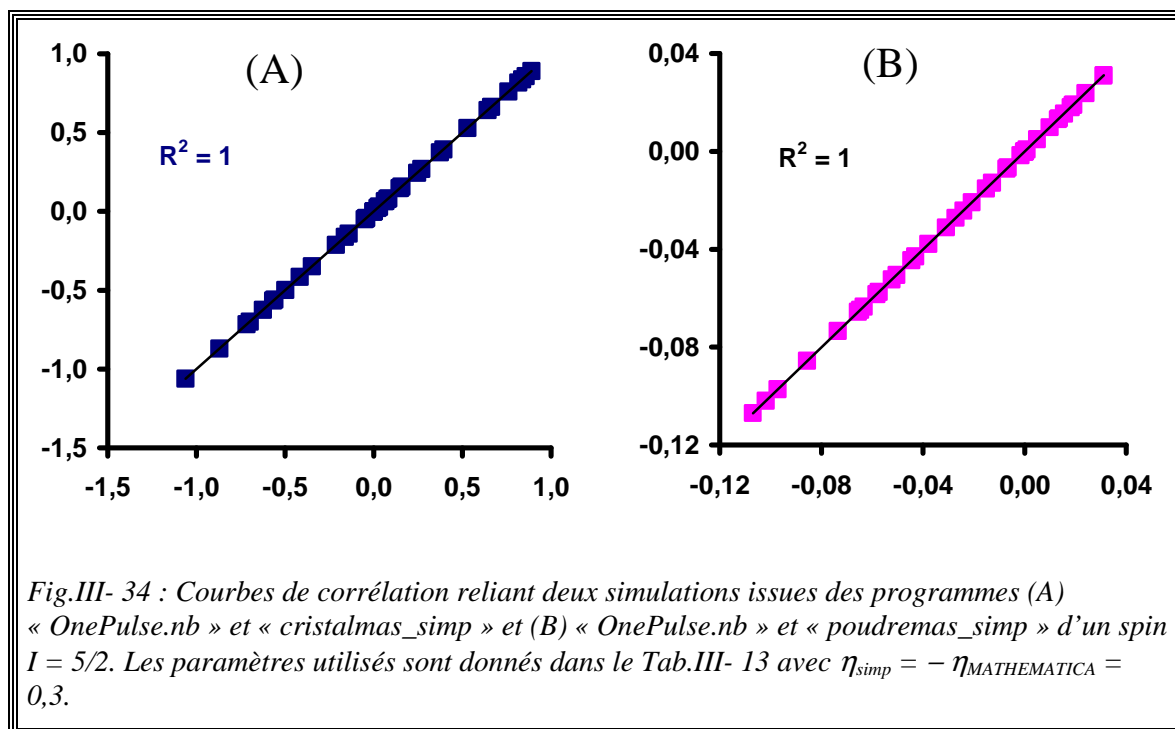 (A)
R² = 1
1,0
0,5
0,0
-0,5
-1,0
-1,5
-1,5 -1,0 -0,5 0,0 0,5 1,0
(B)
R² = 1
0,04
0,00
-0,04
-0,08
-0,12
-0,12 -0,08 -0,04 0,00 0,04
Fig.III- 34 : Courbes de corrélation reliant deux simulations issues des programmes (A)
« OnePulse.nb » et « cristalmas_simp » et (B) « OnePulse.nb » et « poudremas_simp » d’un spin
I = 5/2. Les paramètres utilisés sont donnés dans le Tab.III- 13 avec ηsimp = − ηMATHEMATICA =
0,3.